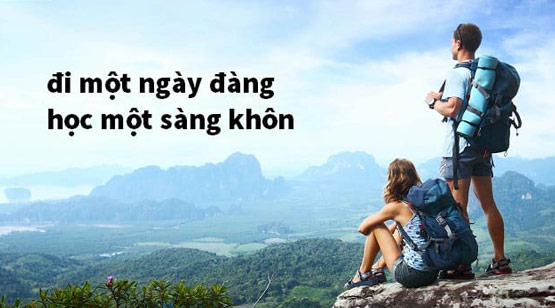 đi một ngày đàng
học một sàng khôn